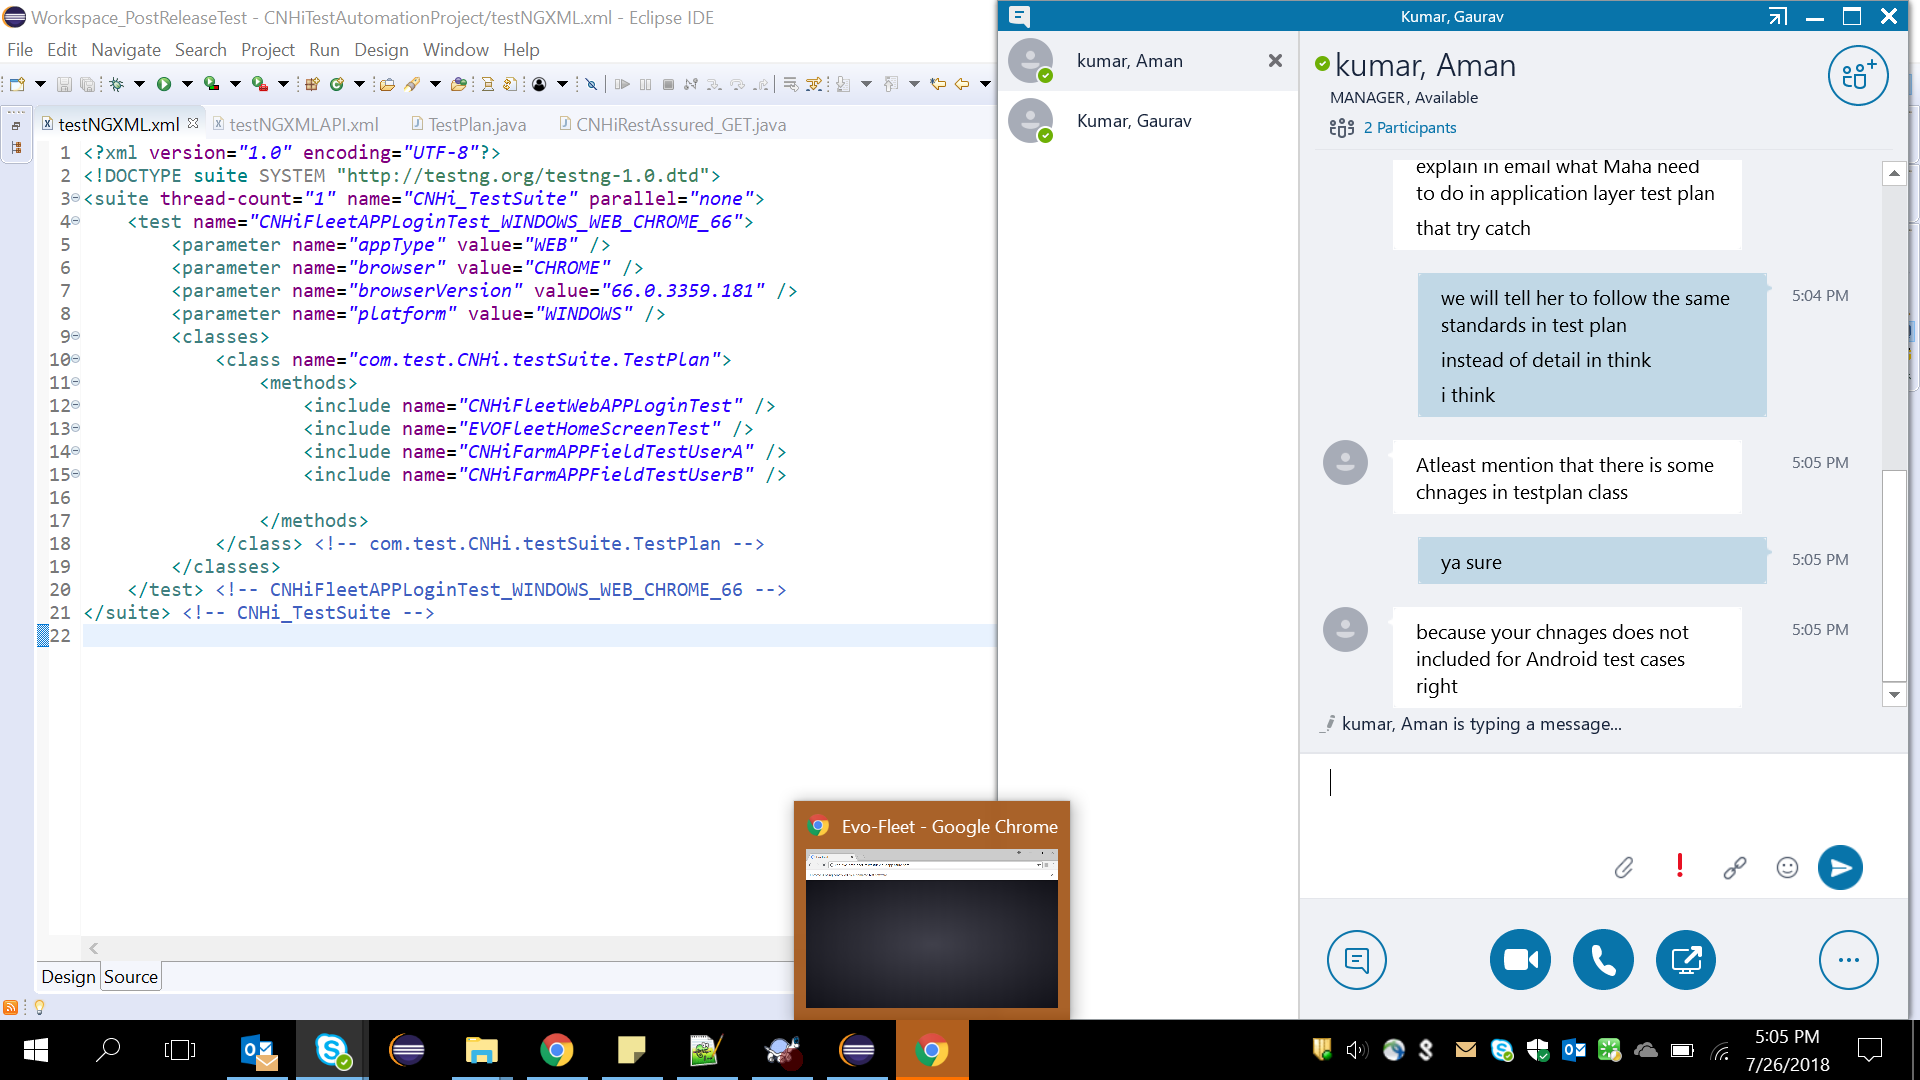 Workspace_PostReleaseTest - CNHiTestAutomationProject/testNGXML.xml - Eclipse IDE
File Edit Navigate Search Project Run Design Window Help
testNGXML.xml testNGXMLAPI.xml TestPlan.java CNHiRestAssured_GET.java
1 <?xml version="1.0" encoding="UTF-8"?>
2 <!DOCTYPE suite SYSTEM "http://testng.org/testng-1.0.dtd">
3 <suite thread-count="1" name="CNHi_TestSuite" parallel="none">
4 <test name="CNHiFleetAPPLoginTest_WINDOWS_WEB_CHROME_66">
5 <parameter name="appType" value="WEB" />
6 <parameter name="browser" value="CHROME" />
7 <parameter name="browserVersion" value="66.0.3359.181" />
8 <parameter name="platform" value="WINDOWS" />
9 <classes>
10 <class name="com.test.CNHi.testSuite.TestPlan">
11 <methods>
12 <include name="CNHiFleetWebAPPLoginTest" />
13 <include name="EVOFleetHomeScreenTest" />
14 <include name="CNHiFarmAPPFieldTestUserA" />
15 <include name="CNHiFarmAPPFieldTestUserB" />
16
17 </methods>
18 </class> <!-- com.test.CNHi.testSuite.TestPlan -->
19 </classes>
20 </test> <!-- CNHiFleetAPPLoginTest_WINDOWS_WEB_CHROME_66 -->
21 </suite> <!-- CNHi_TestSuite -->
22
Design Source
Kumar, Gaurav
kumar, Aman
Kumar, Gaurav
kumar, Aman
MANAGER, Available
2 Participants
explain in email what Maha need
to do in application layer test plan
that try catch
we will tell her to follow the same
standards in test plan
instead of detail in think
i think
5:04 PM
Atleast mention that there is some
chnages in testplan class
5:05 PM
ya sure
5:05 PM
because your chnages does not
included for Android test cases
right
5:05 PM
kumar, Aman is typing a message...
Evo-Fleet - Google Chrome
5:05 PM
7/26/2018